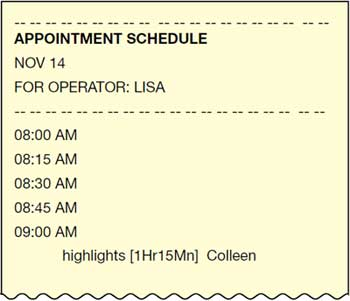 -- -- -- -- -- -- -- -- -- -- -- -- -- -- -- -- -- -- -- -- --
APPOINTMENT SCHEDULE
NOV 14
FOR OPERATOR: LISA
-- -- -- -- -- -- -- -- -- -- -- -- -- -- -- -- -- -- -- -- --
08:00 AM
08:15 AM
08:30 AM
08:45 AM
09:00 AM
highlights [1Hr15Mn] Colleen